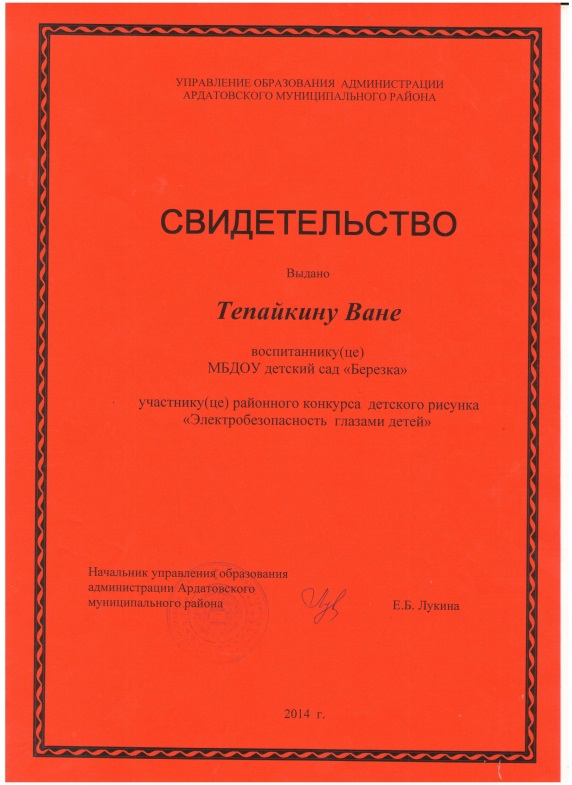 УПРАВЛЕНИЕ ОБРАЗОВАНИЯ АДМИНИСТРАЦИИ
АРДАТОВСКОГО МУНИЦИПАЛЬНОГО РАЙОНА
СВИДЕТЕЛЬСТВО
Выдано
Тепайкину Ване
воспитаннику(це)
МБДОУ детский сад «Березка»
участнику(це) районного конкурса детского рисунка
«Электробезопасность глазами детей»
Начальник управления образования
администрации Ардатовского
муниципального района
Е.Б. Лукина
2014 г.